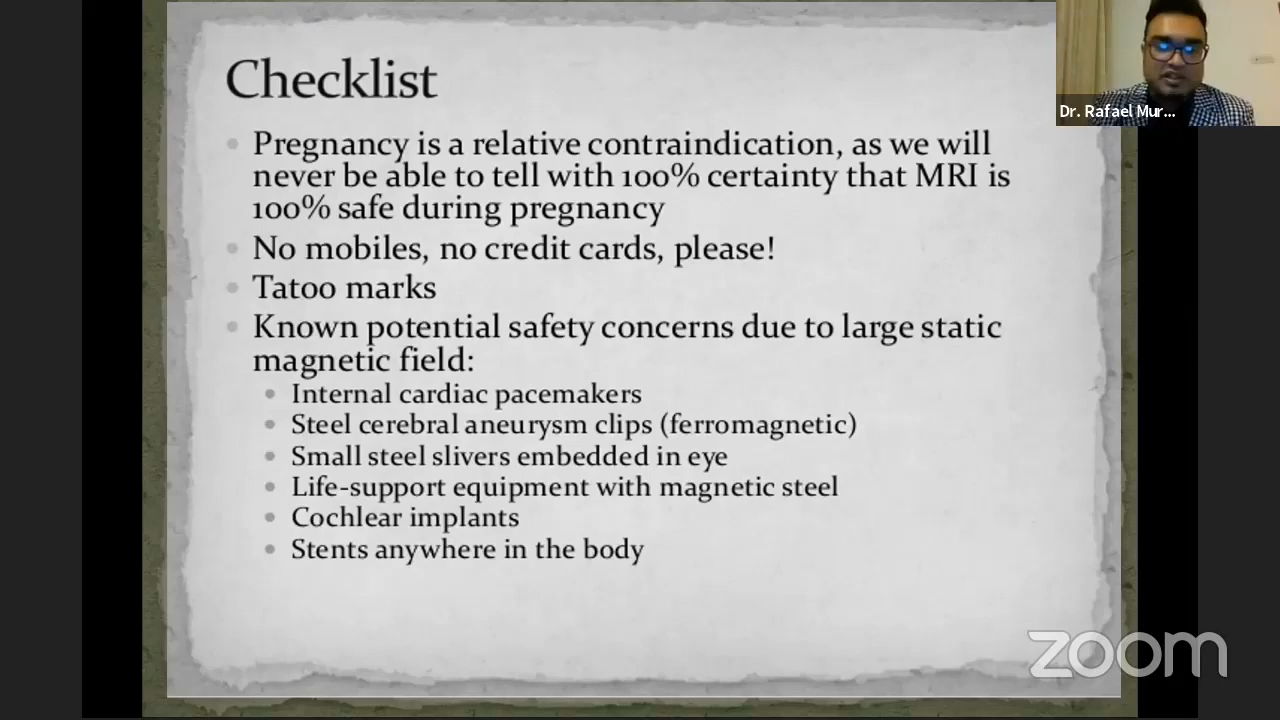 Checklist
Pregnancy is a relative contraindication, as we will
never be able to tell with 100% certainty that MRI is
100% safe during pregnancy
No mobiles, no credit cards, please!
Tatoo marks
Known potential safety concerns due to large static
magnetic field:
Internal cardiac pacemakers
Steel cerebral aneurysm clips (ferromagnetic)
Small steel slivers embedded in eye
Life-support equipment with magnetic steel
Cochlear implants
Stents anywhere in the body
Dr. Rafael Mur...
zoom